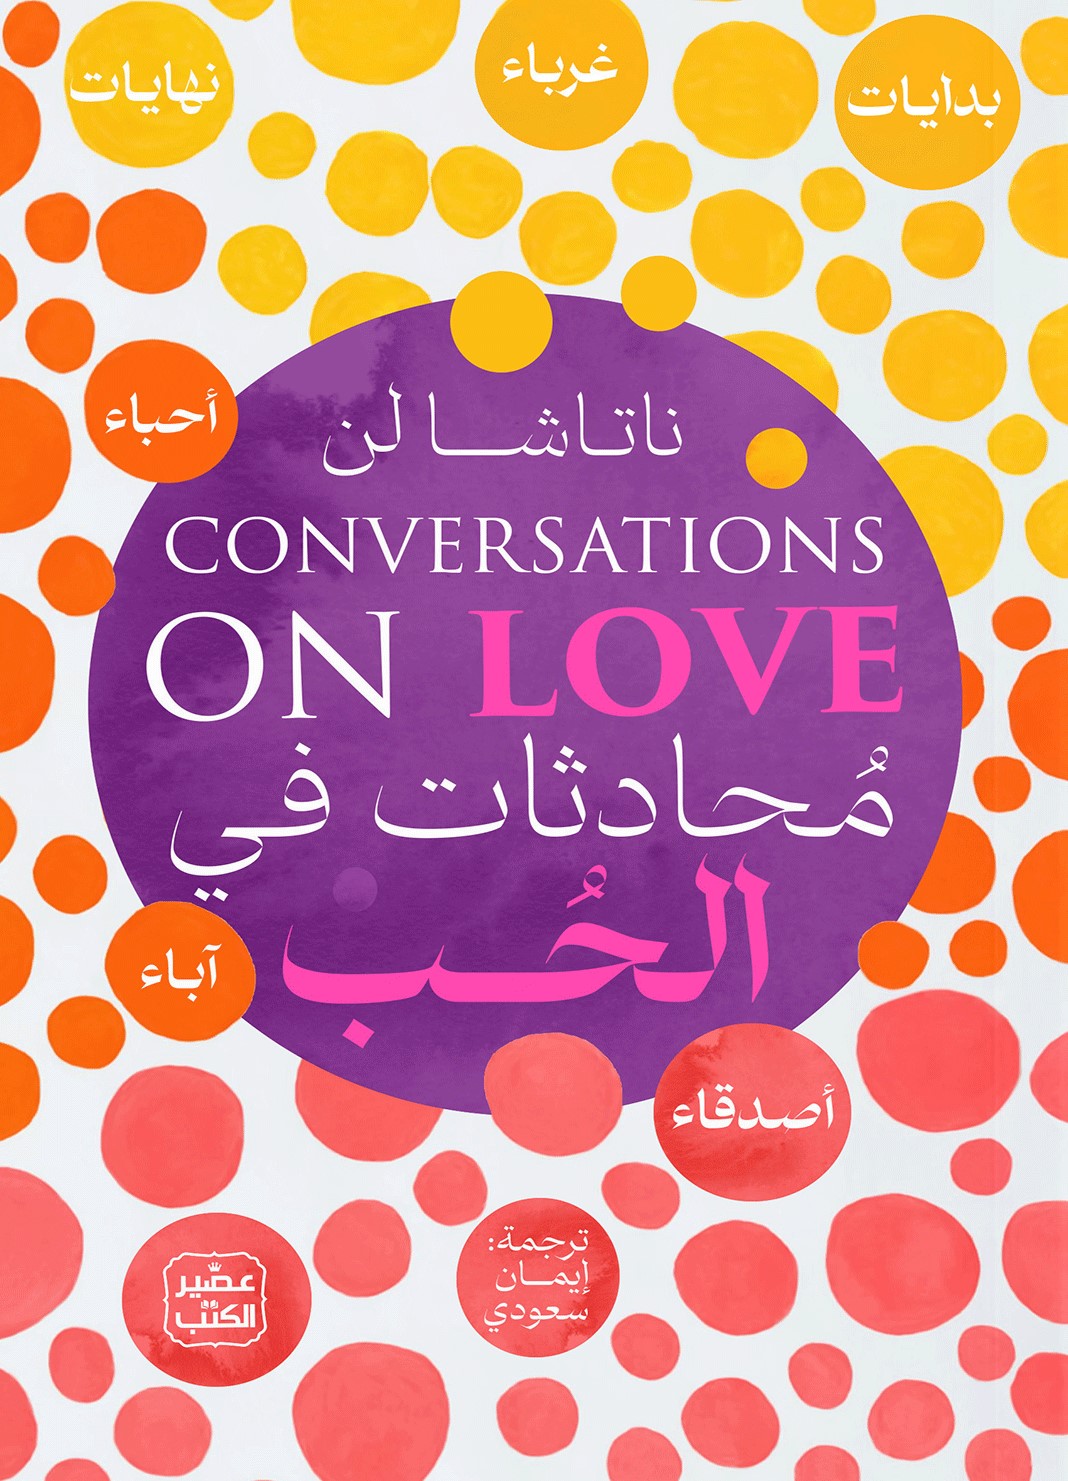 بدايات
غرباء
نهايات
أحباء
ناتاشا لن
CONVERSATIONS
ON LOVE
مُحادثات في
الحُب
آباء
أصدقاء
ترجمة:
إيمان
سعودي
عصير
الكتب